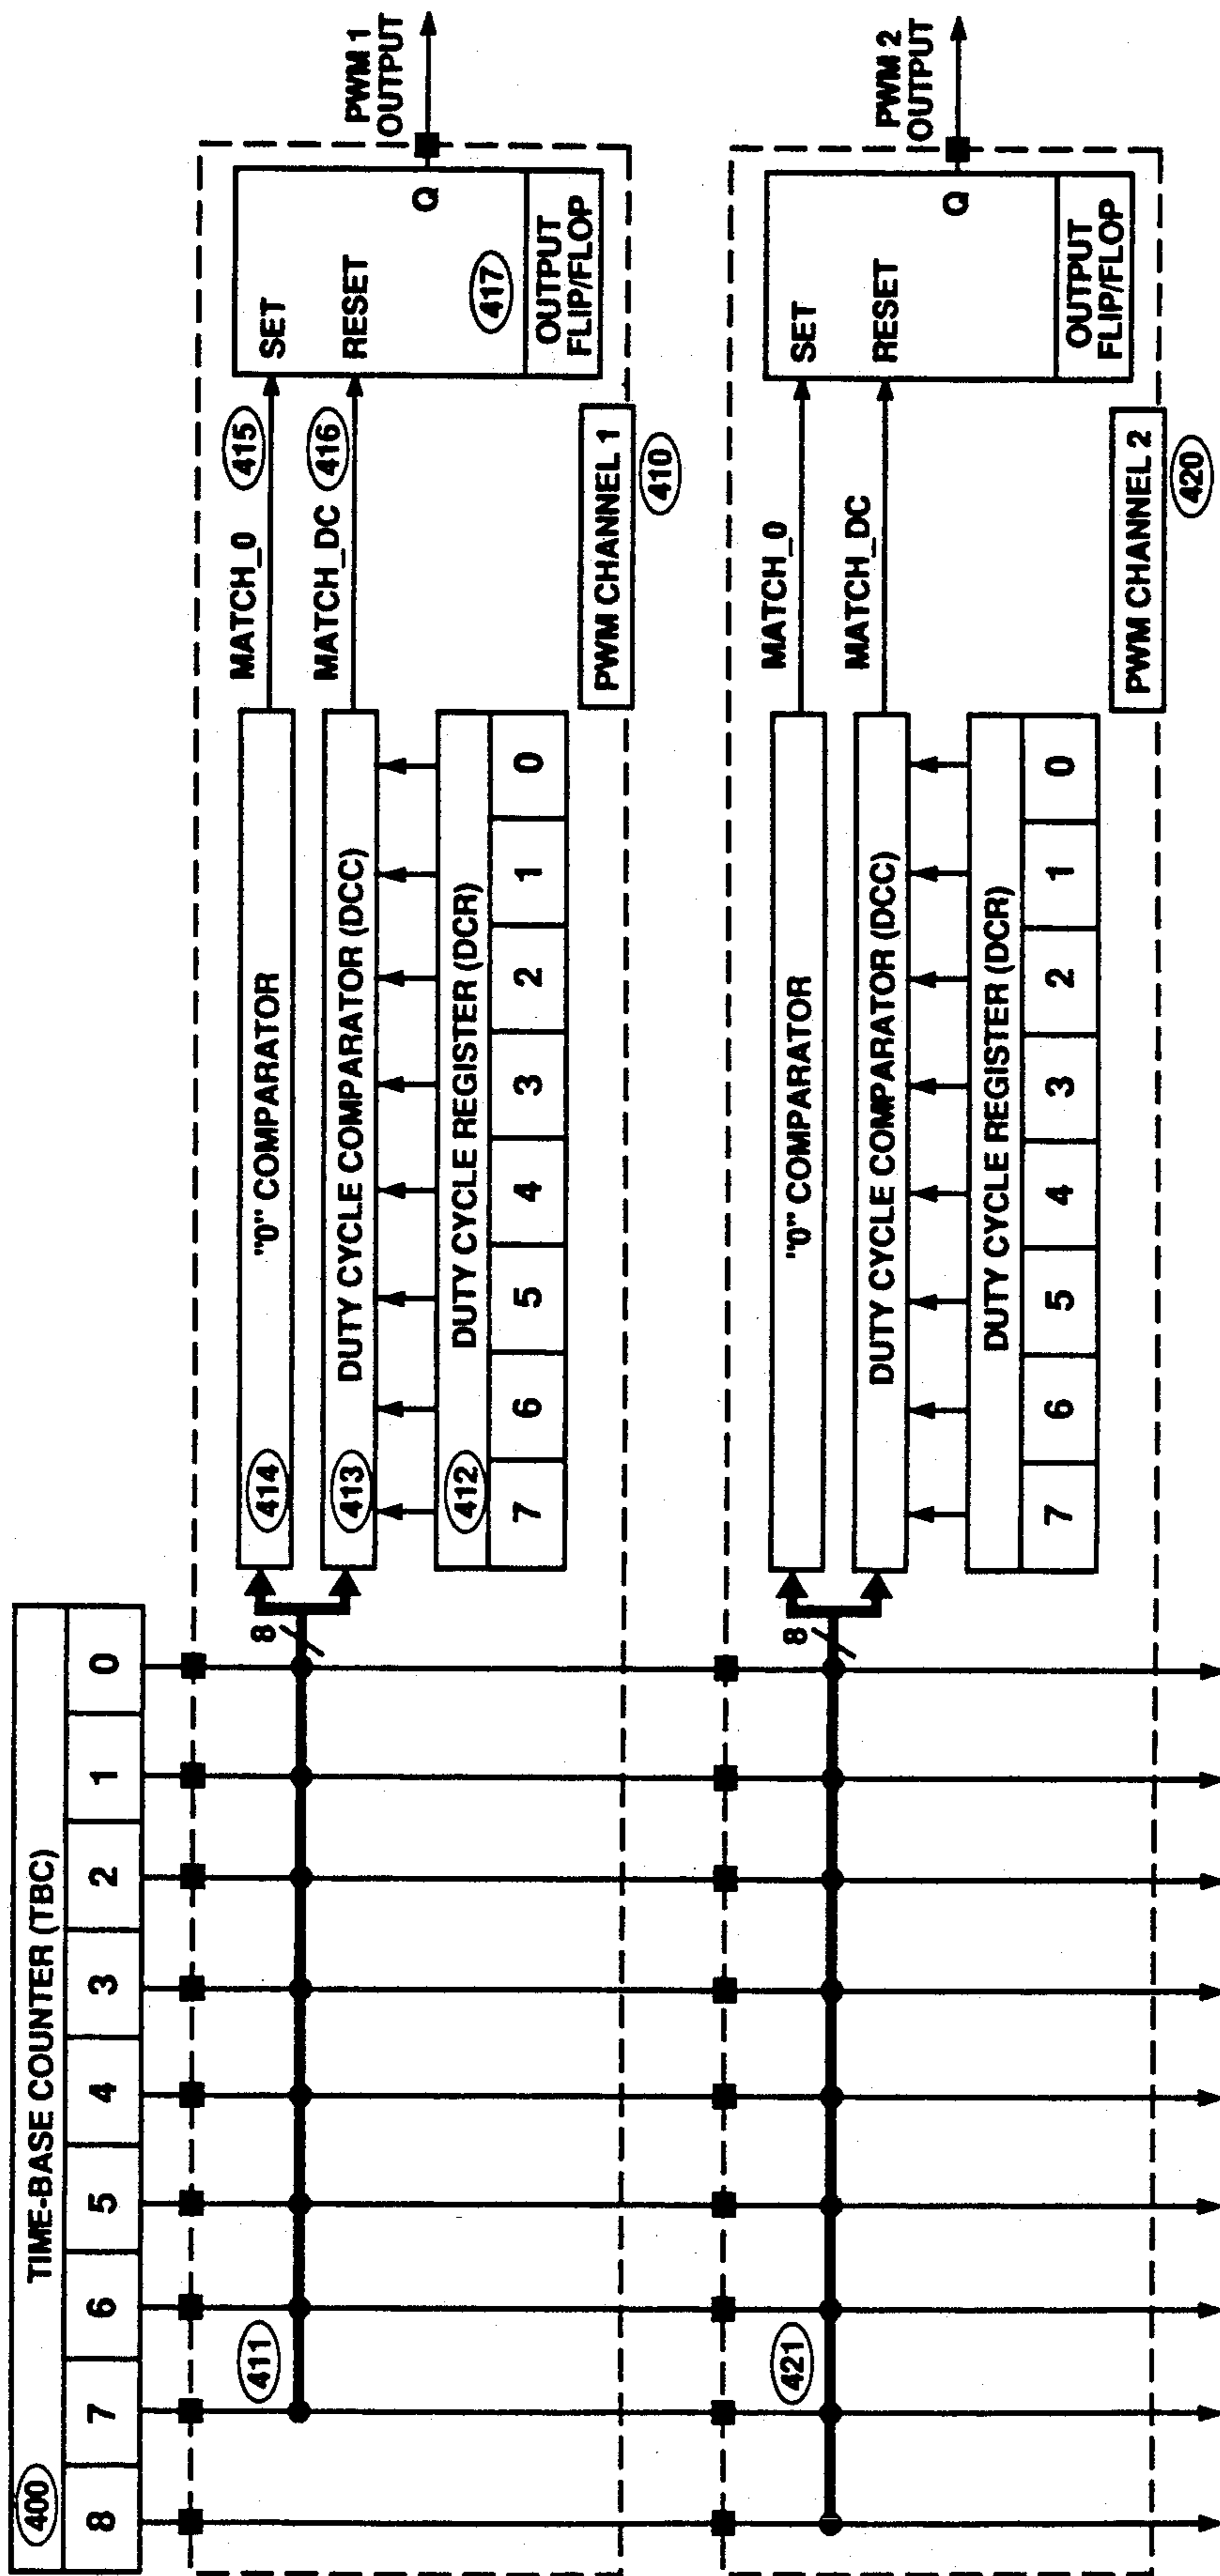 400
TIME-BASE COUNTER (TBC)
8 7 6 5 4 3 2 1 0
411
8
414
"0" COMPARATOR
MATCH_0
415
413
DUTY CYCLE COMPARATOR (DCC)
MATCH_DC
416
412
DUTY CYCLE REGISTER (DCR)
7 6 5 4 3 2 1 0
SET
RESET
Q
417
OUTPUT
FLIP/FLOP
PWM 1
OUTPUT
PWM CHANNEL 1
410
421
8
"0" COMPARATOR
MATCH_0
DUTY CYCLE COMPARATOR (DCC)
MATCH_DC
DUTY CYCLE REGISTER (DCR)
7 6 5 4 3 2 1 0
SET
RESET
Q
OUTPUT
FLIP/FLOP
PWM 2
OUTPUT
PWM CHANNEL 2
420